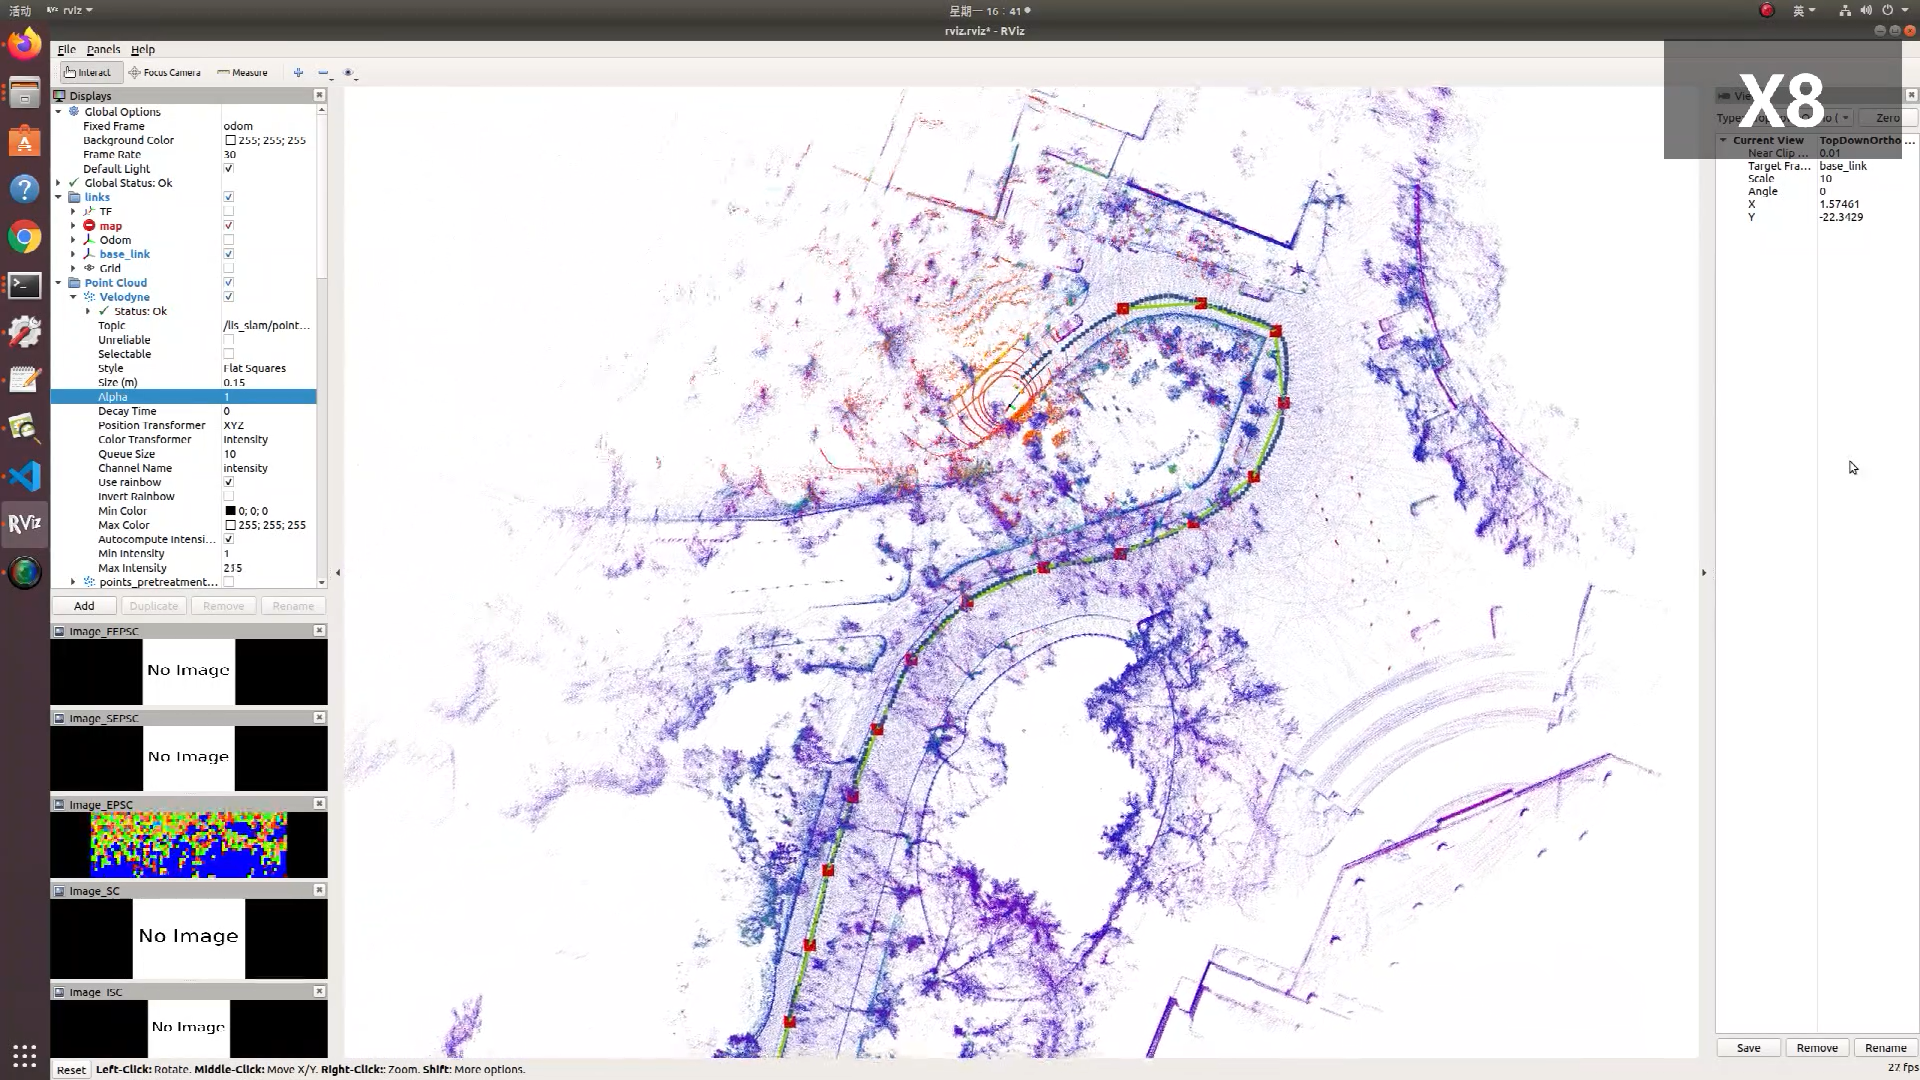 活动
rviz
星期一 16：41
英
rviz.rviz* - RViz
File Panels Help
Interact Focus Camera Measure
X8
Displays
Global Options
Fixed Frame odom
Background Color 255; 255; 255
Frame Rate 30
Default Light
Global Status: Ok
links
TF
map
Odom
base_link
Grid
Point Cloud
Velodyne
Status: Ok
Topic /lis_slam/point...
Unreliable
Selectable
Style Flat Squares
Size (m) 0.15
Alpha 1
Decay Time 0
Position Transformer XYZ
Color Transformer Intensity
Queue Size 10
Channel Name intensity
Use rainbow
Invert Rainbow
Min Color 0; 0; 0
Max Color 255; 255; 255
Autocompute Intensi...
Min Intensity 1
Max Intensity 215
points_pretreatment...
Add Duplicate Remove Rename
Image_FEPSC
No Image
Image_SEPSC
No Image
Image_EPSC
Image_SC
No Image
Image_ISC
No Image
RViz
Zero
Current View TopDownOrtho ...
Near Clip ... 0.01
Target Fra... base_link
Scale 10
Angle 0
X 1.57461
Y -22.3429
Save Remove Rename
Reset Left-Click: Rotate. Middle-Click: Move X/Y. Right-Click:: Zoom. Shift: More options.
27 fps